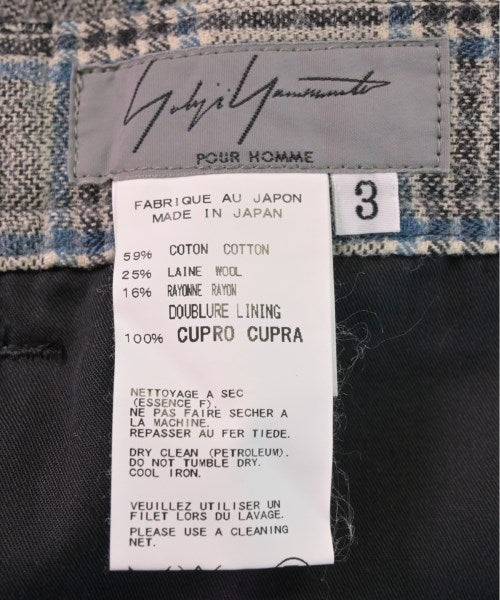 Yohji Yamamoto
POUR HOMME
FABRIQUE AU JAPON
MADE IN JAPAN
3
59% COTON COTTON
25% LAINE WOOL
16% RAYONNE RAYON
DOUBLURE LINING
100% CUPRO CUPRA
NETTOYAGE A SEC
(ESSENCE F).
NE PAS FAIRE SECHER A
LA MACHINE.
REPASSER AU FER TIEDE.
DRY CLEAN (PETROLEUM).
DO NOT TUMBLE DRY.
COOL IRON.
VEUILLEZ UTILISER UN
FILET LORS DU LAVAGE.
PLEASE USE A CLEANING
NET.